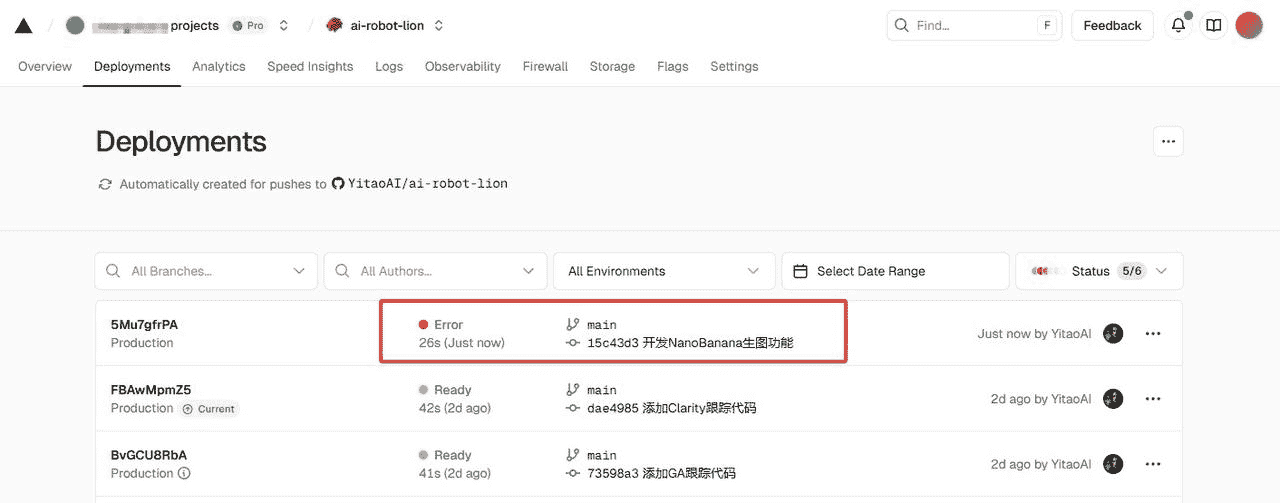 projects Pro ai-robot-lion Find... F Feedback
Overview Deployments Analytics Speed Insights Logs Observability Firewall Storage Flags Settings
Deployments
Automatically created for pushes to YitaoAI/ai-robot-lion
All Branches... All Authors... All Environments Select Date Range Status 5/6
5Mu7gfrPA Error main
Production 26s (Just now) 15c43d3 开发NanoBanana生图功能 Just now by YitaoAI
FBAwMpmZ5 Ready main
Production Current 42s (2d ago) dae4985 添加Clarity跟踪代码 2d ago by YitaoAI
BvGCU8RbA Ready main
Production 41s (2d ago) 73598a3 添加GA跟踪代码 2d ago by YitaoAI